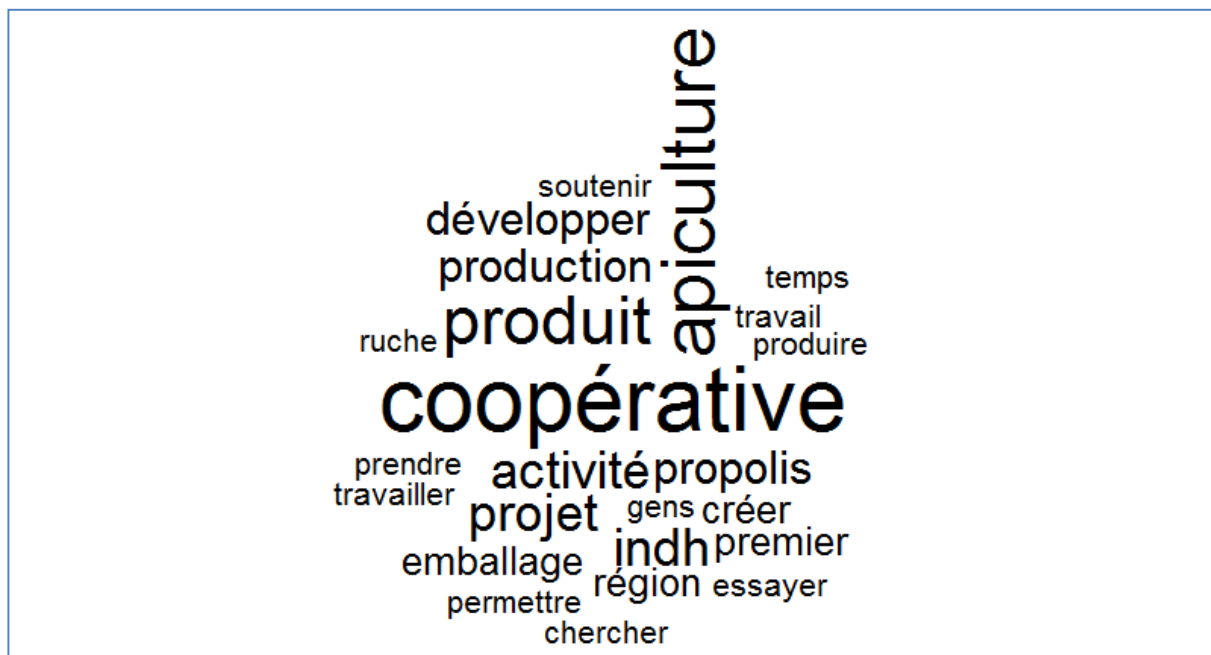 apiculture
soutenir
développer
production
temps
produit
travail
ruche
produire
coopérative
prendre
activité
propolis
travailler
projet
gens
créer
indh
premier
emballage
région
essayer
permettre
chercher